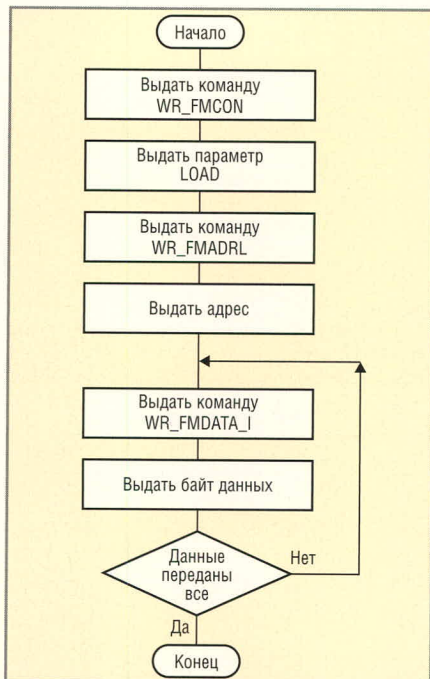 Начало
Выдать команду
WR_FMCON
Выдать параметр
LOAD
Выдать команду
WR_FMADRL
Выдать адрес
Выдать команду
WR_FMDATA_I
Выдать байт данных
Данные
переданы
все
Нет
Да
Конец